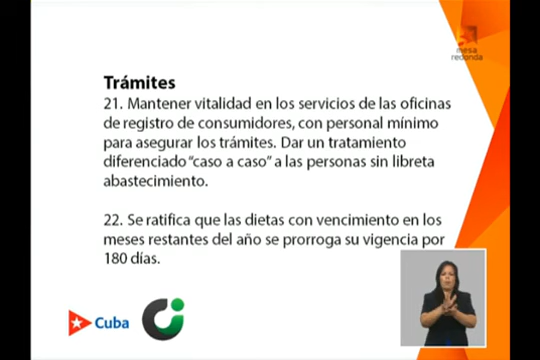 mesa
redonda
Trámites
21. Mantener vitalidad en los servicios de las oficinas
de registro de consumidores, con personal mínimo
para asegurar los trámites. Dar un tratamiento
diferenciado “caso a caso” a las personas sin libreta
abastecimiento.
22. Se ratifica que las dietas con vencimiento en los
meses restantes del año se prorroga su vigencia por
180 días.
Cuba